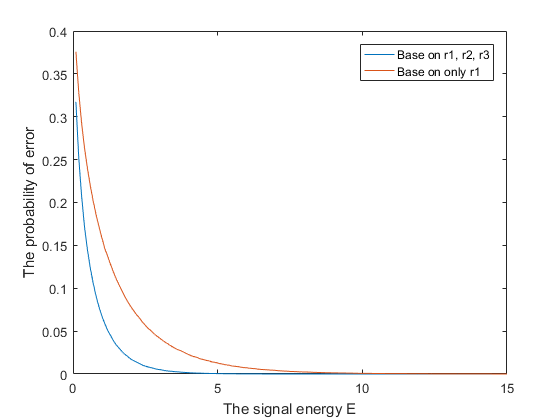 0.4
0.35
0.3
0.25
0.2
0.15
0.1
0.05
0
The probability of error
Base on r1, r2, r3
Base on only r1
0 5 10 15
The signal energy E